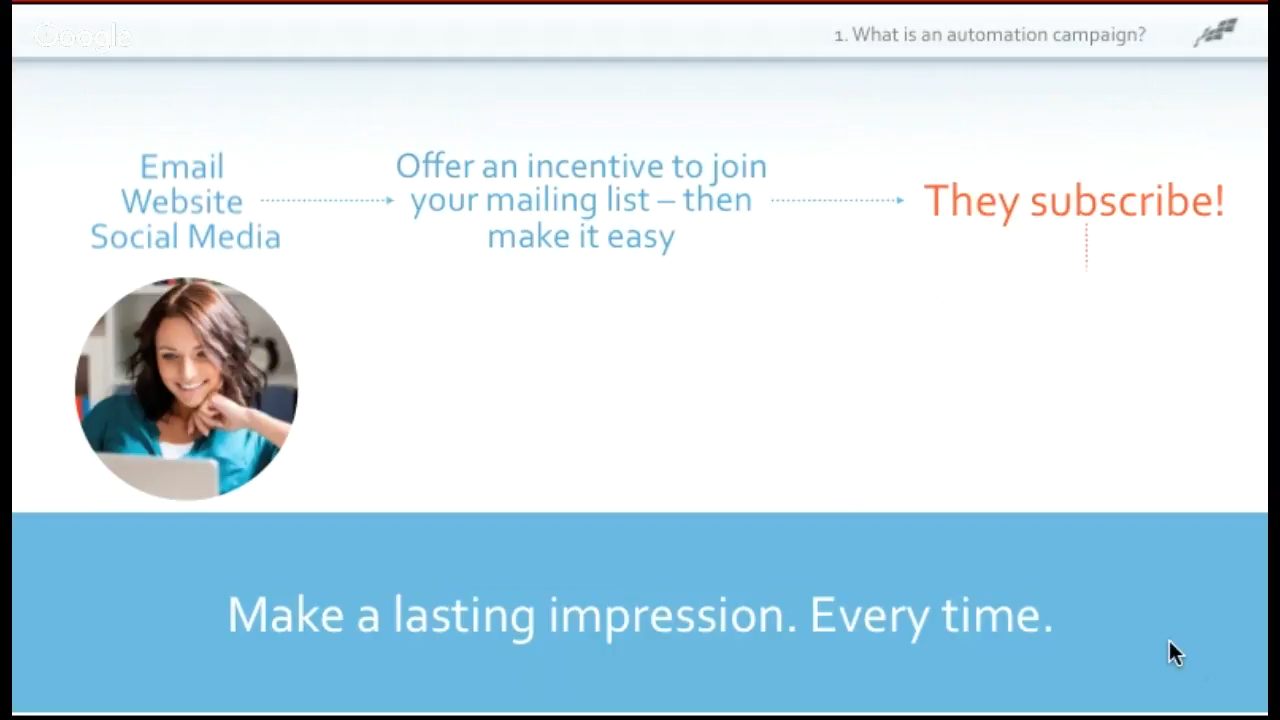 Google
1. What is an automation campaign?
Email
Website
Social Media
Offer an incentive to join
your mailing list – then
make it easy
They subscribe!
Make a lasting impression. Every time.